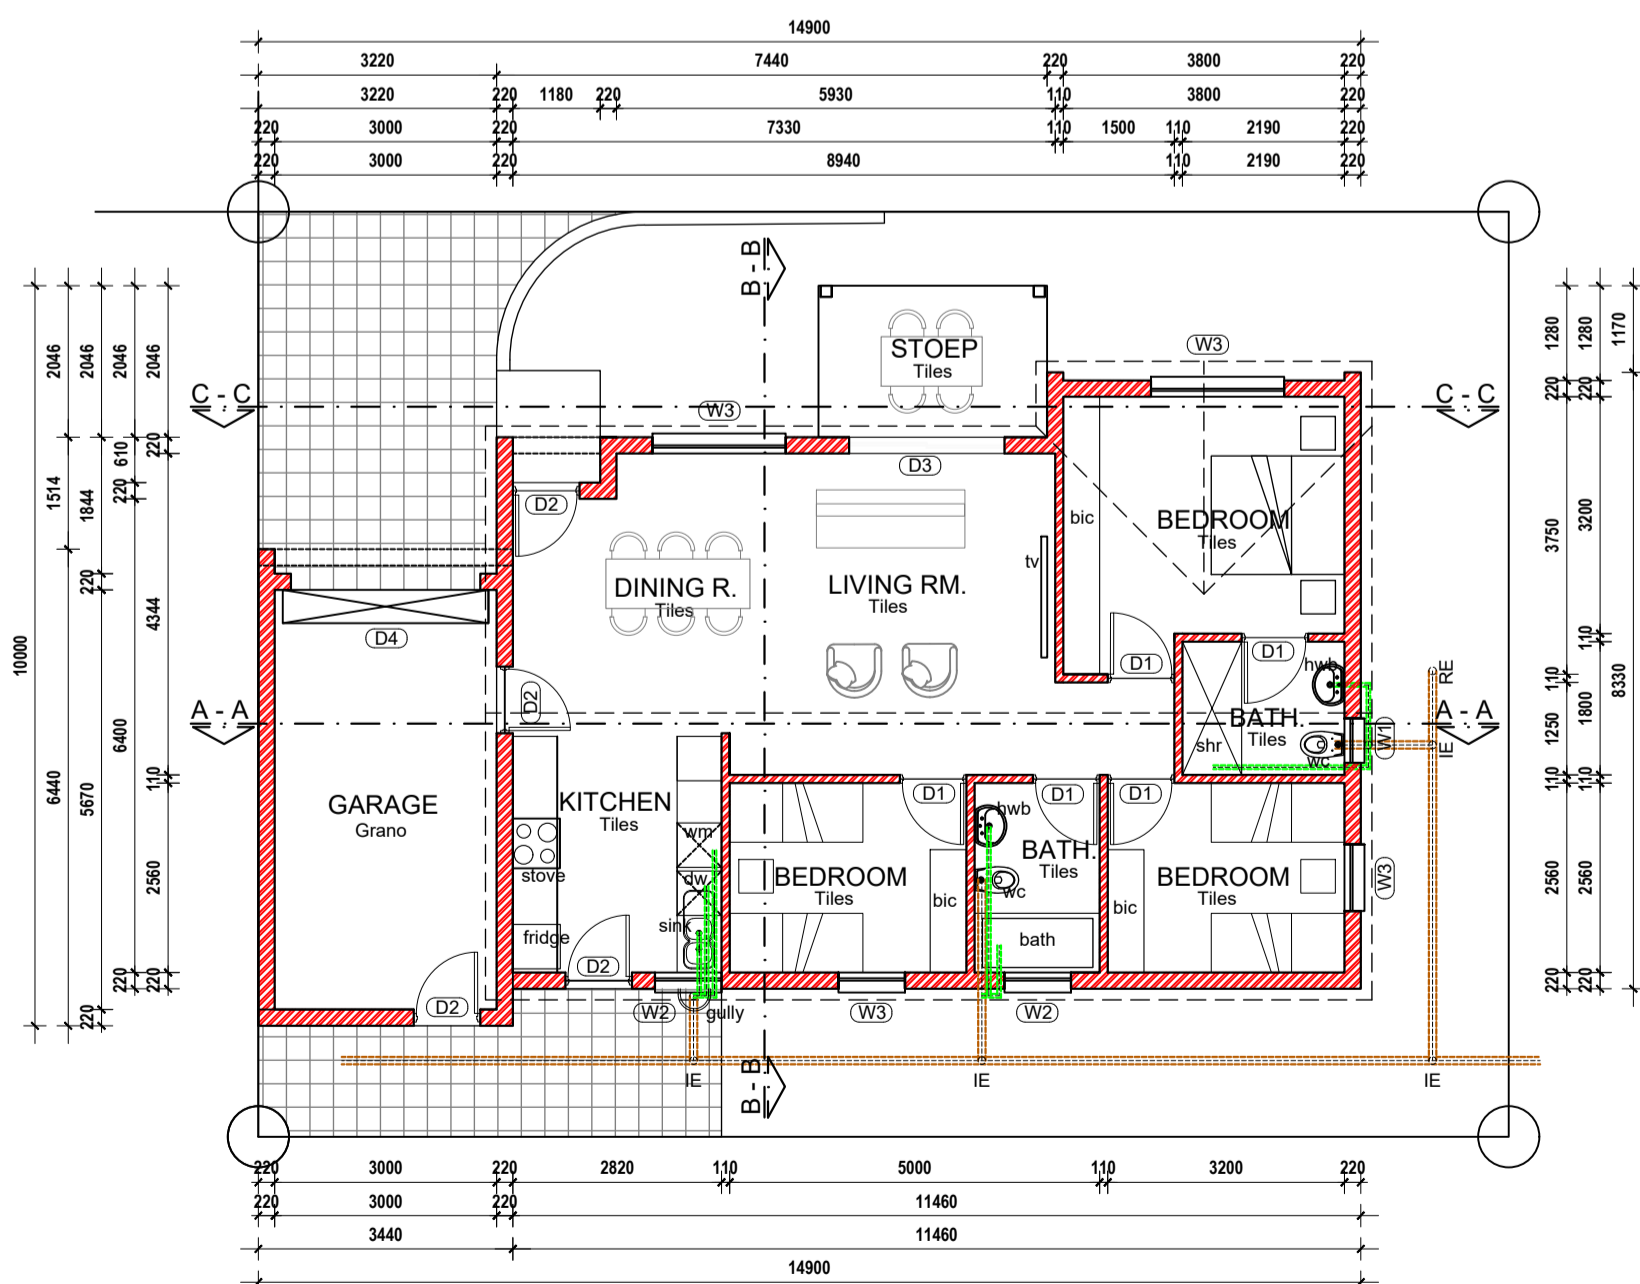 14900
3220 7440 220 3800 220
3220 220 1180 220 5930 110 3800 220
220 3000 220 7330 110 1500 110 2190 220
220 3000 220 8940 110 2190 220
B - B
10000
6440 1514 2046
220 5670 220 1844 2046
220 6400 220 610 2046
220 2560 110 4344 220 2046
C - C
C - C
STOEP
Tiles
W3
W3
D3
D2
bic
BEDROOM
Tiles
tv
DINING R.
Tiles
LIVING RM.
Tiles
D4
D1
D1
hwb
D2
RE
A - A
A - A
BATH.
Tiles
shr
wc
W1
IE
GARAGE
Grano
KITCHEN
Tiles
wm
dw
stove
sink
fridge
D2
D2
D1
D1
D1
hwb
BATH.
Tiles
wc
bath
BEDROOM
Tiles
bic
BEDROOM
Tiles
bic
W3
W2
gully
W3
W2
IE
IE
IE
B - B
220 2560 110 1250 110 3750 220 1280
220 2560 110 1800 110 3200 220 1280
8330 1170
220 3000 220 2820 110 5000 110 3200 220
220 3000 220 11460
3440 11460
14900